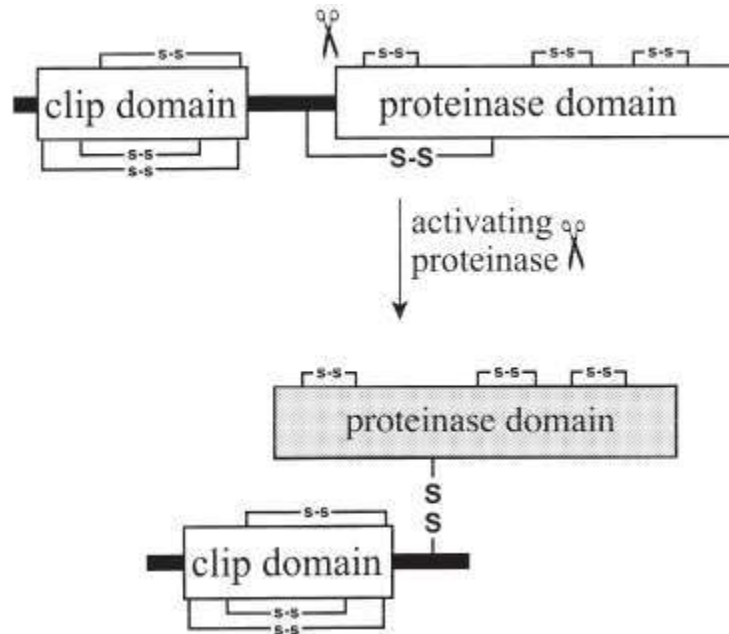 s-s
s-s
s-s
s-s
clip domain
proteinase domain
s-s
s-s
S-S
activating
proteinase
s-s
s-s
s-s
proteinase domain
S
S
s-s
clip domain
s-s
s-s